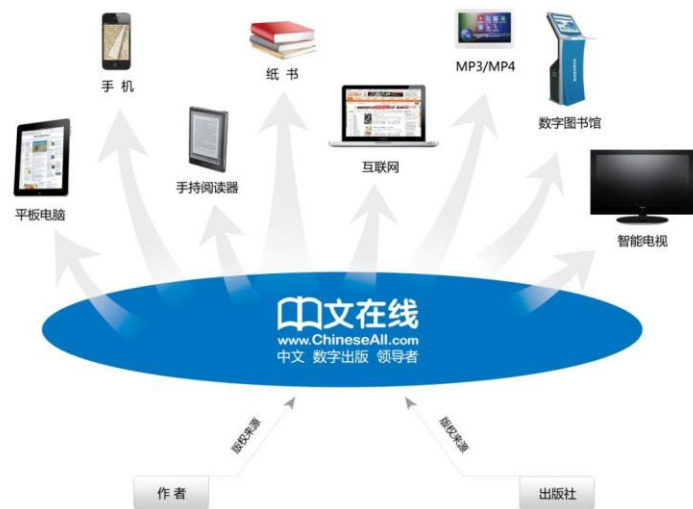 手 机
纸 书
MP3/MP4
数字图书馆
平板电脑
手持阅读器
互联网
智能电视
中文在线
www.ChineseAll.com
中文 数字出版 领导者
版权来源
版权来源
作 者
出版社